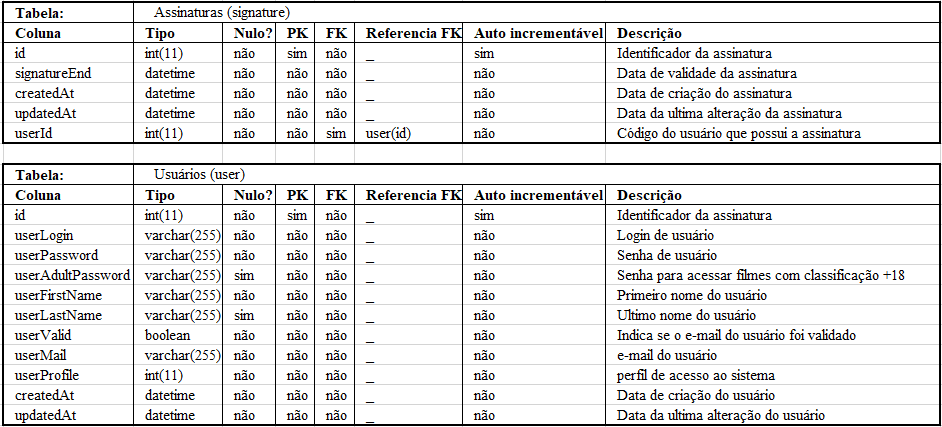 Tabela: Assinaturas (signature)
Coluna Tipo Nulo? PK FK Referencia FK Auto incrementável Descrição
id int(11) não sim não _ sim Identificador da assinatura
signatureEnd datetime não não não _ não Data de validade da assinatura
createdAt datetime não não não _ não Data de criação do assinatura
updatedAt datetime não não não _ não Data da ultima alteração da assinatura
userId int(11) não não sim user(id) não Código do usuário que possui a assinatura
Tabela: Usuários (user)
Coluna Tipo Nulo? PK FK Referencia FK Auto incrementável Descrição
id int(11) não sim não _ sim Identificador da assinatura
userLogin varchar(255) não não não _ não Login de usuário
userPassword varchar(255) não não não _ não Senha de usuário
userAdultPassword varchar(255) sim não não _ não Senha para acessar filmes com classificação +18
userFirstName varchar(255) não não não _ não Primeiro nome do usuário
userLastName varchar(255) sim não não _ não Ultimo nome do usuário
userValid boolean não não não _ não Indica se o e-mail do usuário foi validado
userMail varchar(255) não não não _ não e-mail do usuário
userProfile int(11) não não não _ não perfil de acesso ao sistema
createdAt datetime não não não _ não Data de criação do usuário
updatedAt datetime não não não _ não Data da ultima alteração do usuário